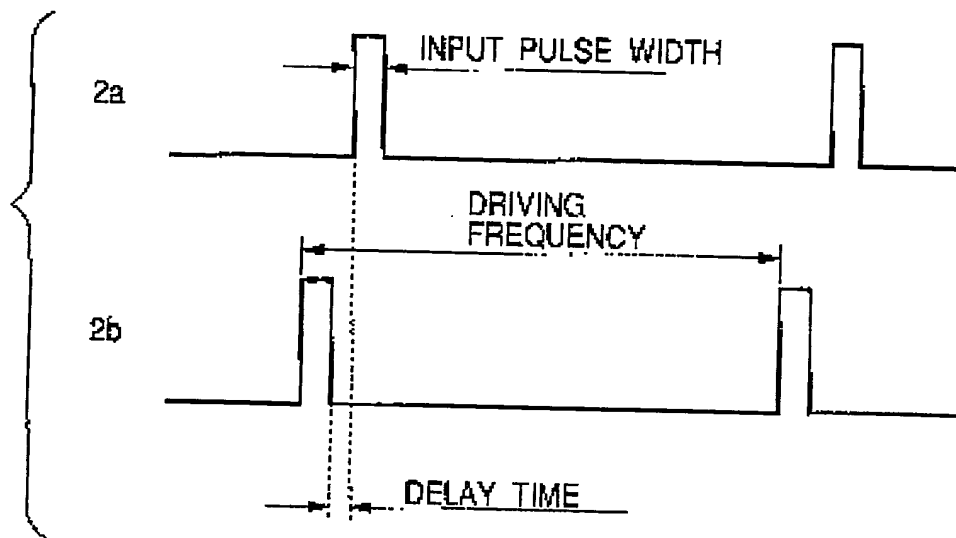 INPUT PULSE WIDTH
2a
DRIVING
FREQUENCY
2b
DELAY TIME